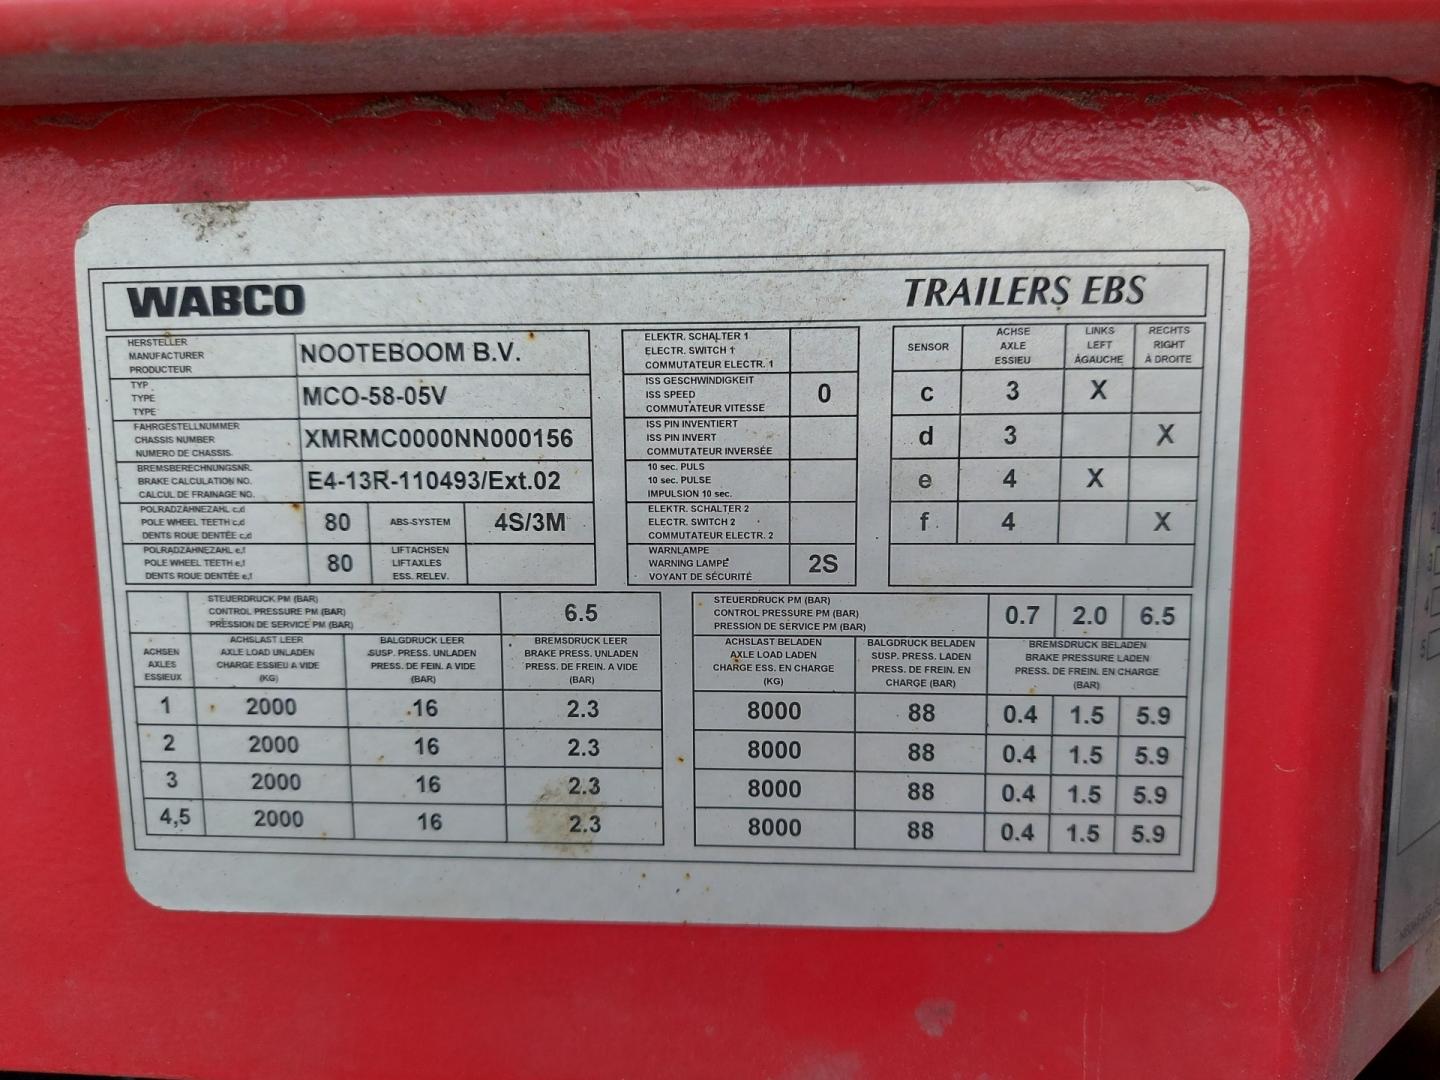 WABCO TRAILERS EBS
HERSTELLER
MANUFACTURER
PRODUCTEUR
NOOTEBOOM B.V.
TYP
TYPE
TYPE
MCO-58-05V
FAHRGESTELLNUMMER
CHASSIS NUMBER
NUMERO DE CHASSIS.
XMRMC0000NN000156
BREMSBERECHNUNGSNR.
BRAKE CALCULATION NO.
CALCUL DE FRAINAGE NO.
E4-13R-110493/Ext.02
POLRADZÄHNEZAHL c,d
POLE WHEEL TEETH c,d
DENTS ROUE DENTÉE c,d
80
ABS-SYSTEM
4S/3M
POLRADZÄHNEZAHL e,f
POLE WHEEL TEETH e,f
DENTS ROUE DENTÉE e,f
80
LIFTACHSEN
LIFTAXLES
ESS. RELEV.
ELEKTR. SCHALTER 1
ELECTR. SWITCH 1
COMMUTATEUR ELECTR. 1
ISS GESCHWINDIGKEIT
ISS SPEED
COMMUTATEUR VITESSE
0
ISS PIN INVENTIERT
ISS PIN INVERT
COMMUTATEUR INVERSÉE
10 sec. PULS
10 sec. PULSE
IMPULSION 10 sec.
ELEKTR. SCHALTER 2
ELECTR. SWITCH 2
COMMUTATEUR ELECTR. 2
WARNLAMPE
WARNING LAMPE
VOYANT DE SÉCURITÉ
2S
SENSOR
ACHSE
AXLE
ESSIEU
LINKS
LEFT
ÁGAUCHE
RECHTS
RIGHT
Á DROITE
c 3 X
d 3 X
e 4 X
f 4 X
STEUERDRUCK PM (BAR)
CONTROL PRESSURE PM (BAR)
PRESSION DE SERVICE PM (BAR)
6.5
ACHSEN
AXLES
ESSIEUX
ACHSLAST LEER
AXLE LOAD UNLADEN
CHARGE ESSIEU A VIDE
(KG)
BALGDRUCK LEER
SUSP. PRESS. UNLADEN
PRESS. DE FEIN. A VIDE
(BAR)
BREMSDRUCK LEER
BRAKE PRESS. UNLADEN
PRESS. DE FREIN. A VIDE
(BAR)
1 2000 .16 2.3
2 2000 16 2.3
3 2000 16 2.3
4,5 2000 16 2.3
STEUERDRUCK PM (BAR)
CONTROL PRESSURE PM (BAR)
PRESSION DE SERVICE PM (BAR)
0.7 2.0 6.5
ACHSLAST BELADEN
AXLE LOAD LADEN
CHARGE ESS. EN CHARGE
(KG)
BALGDRUCK BELADEN
SUSP. PRESS. LADEN
PRESS. DE FREIN. EN
CHARGE (BAR)
BREMSDRUCK BELADEN
BRAKE PRESSURE LADEN
PRESS. DE FREIN. EN CHARGE
(BAR)
8000 88 0.4 1.5 5.9
8000 88 0.4 1.5 5.9
8000 88 0.4 1.5 5.9
8000 88 0.4 1.5 5.9